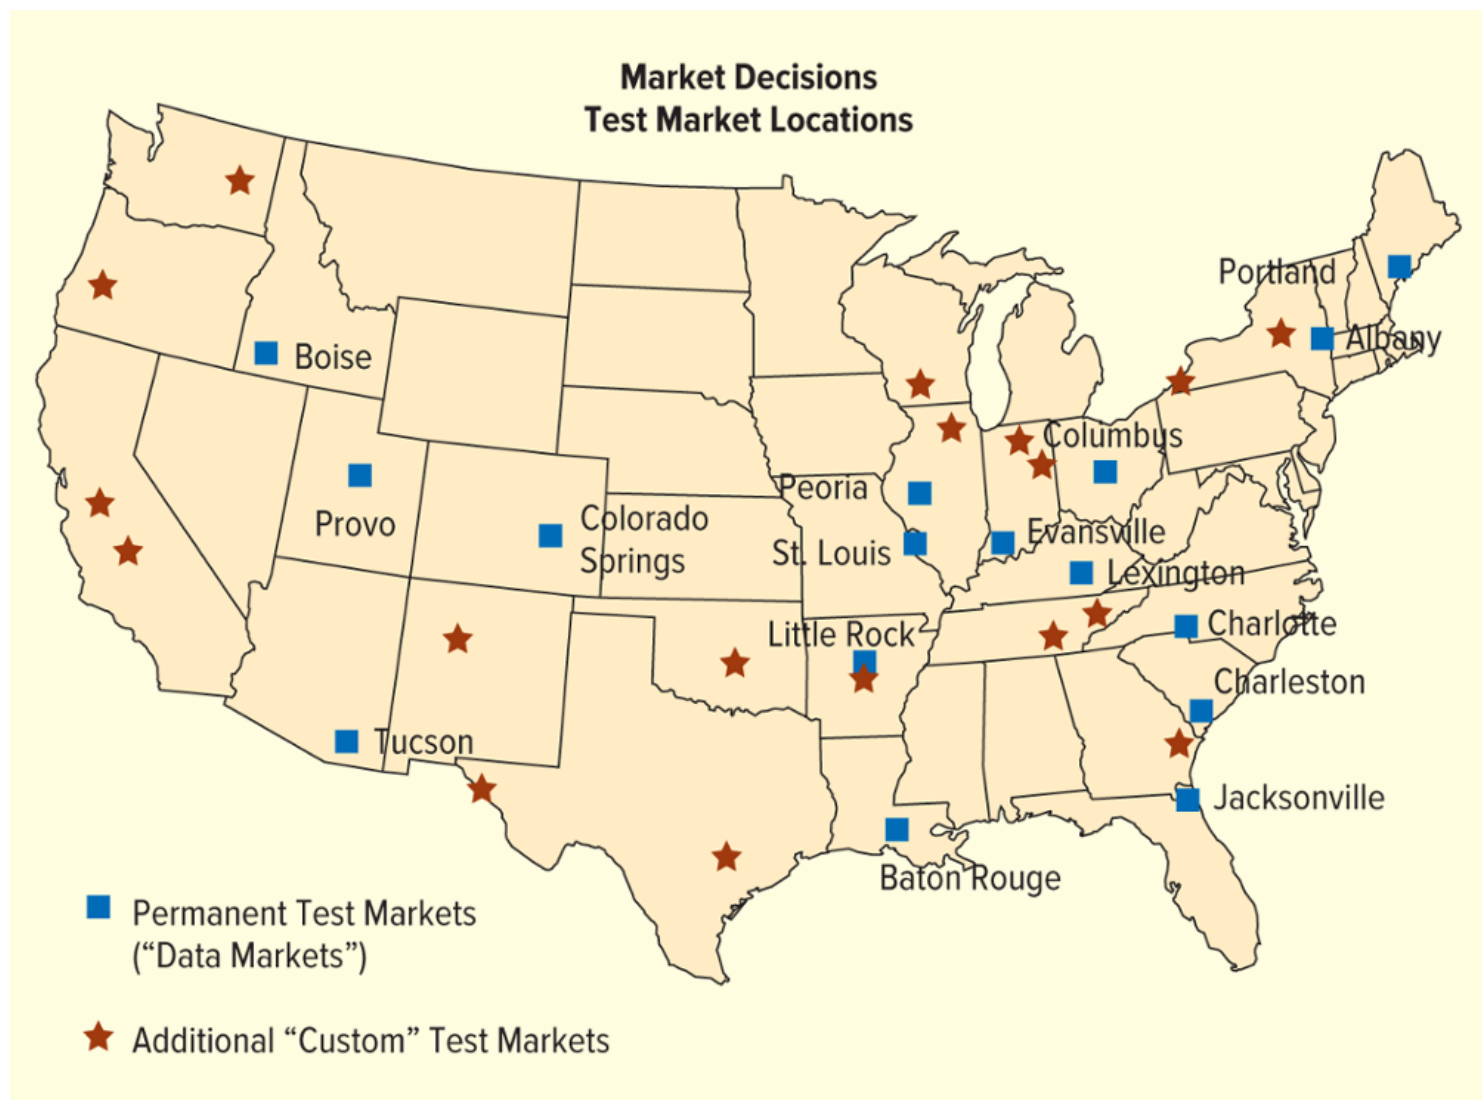 Market Decisions
Test Market Locations
Portland
Albany
Boise
Columbus
Peoria
Provo
Colorado
Springs
Evansville
St. Louis
Lexington
Charlotte
Little Rock
Charleston
Tucson
Jacksonville
Baton Rouge
Permanent Test Markets
(“Data Markets”)
Additional “Custom” Test Markets